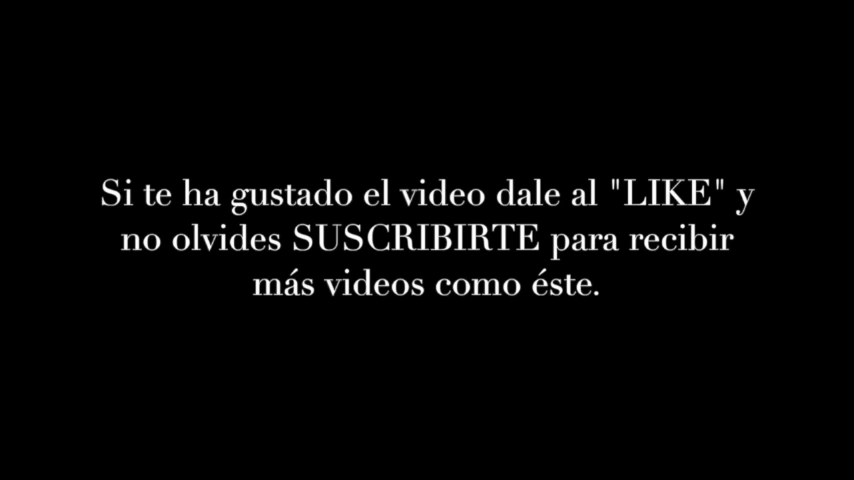 Si te ha gustado el video dale al "LIKE" y
no olvides SUSCRIBIRTE para recibir
más videos como éste.